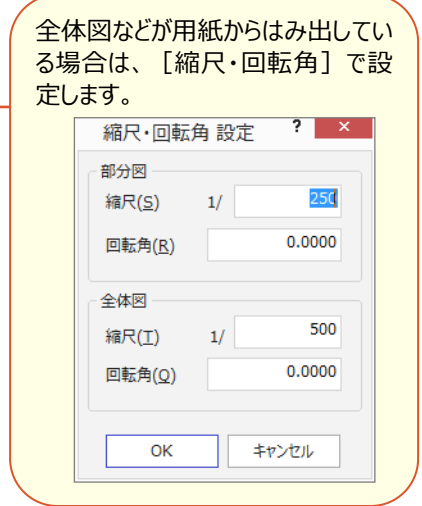 全体図などが用紙からはみ出してい
る場合は、［縮尺・回転角］で設
定します。
縮尺・回転角 設定 ? ×
部分図
縮尺(S) 1/ 250
回転角(R) 0.0000
全体図
縮尺(T) 1/ 500
回転角(Q) 0.0000
OK キャンセル